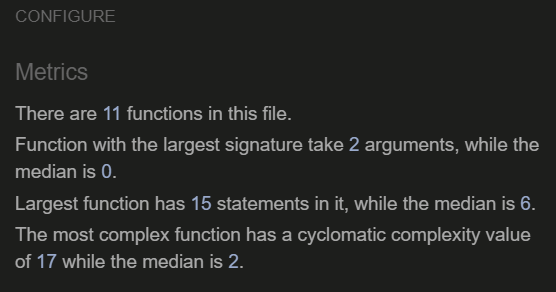 CONFIGURE
Metrics
There are 11 functions in this file.
Function with the largest signature take 2 arguments, while the
median is 0.
Largest function has 15 statements in it, while the median is 6.
The most complex function has a cyclomatic complexity value
of 17 while the median is 2.